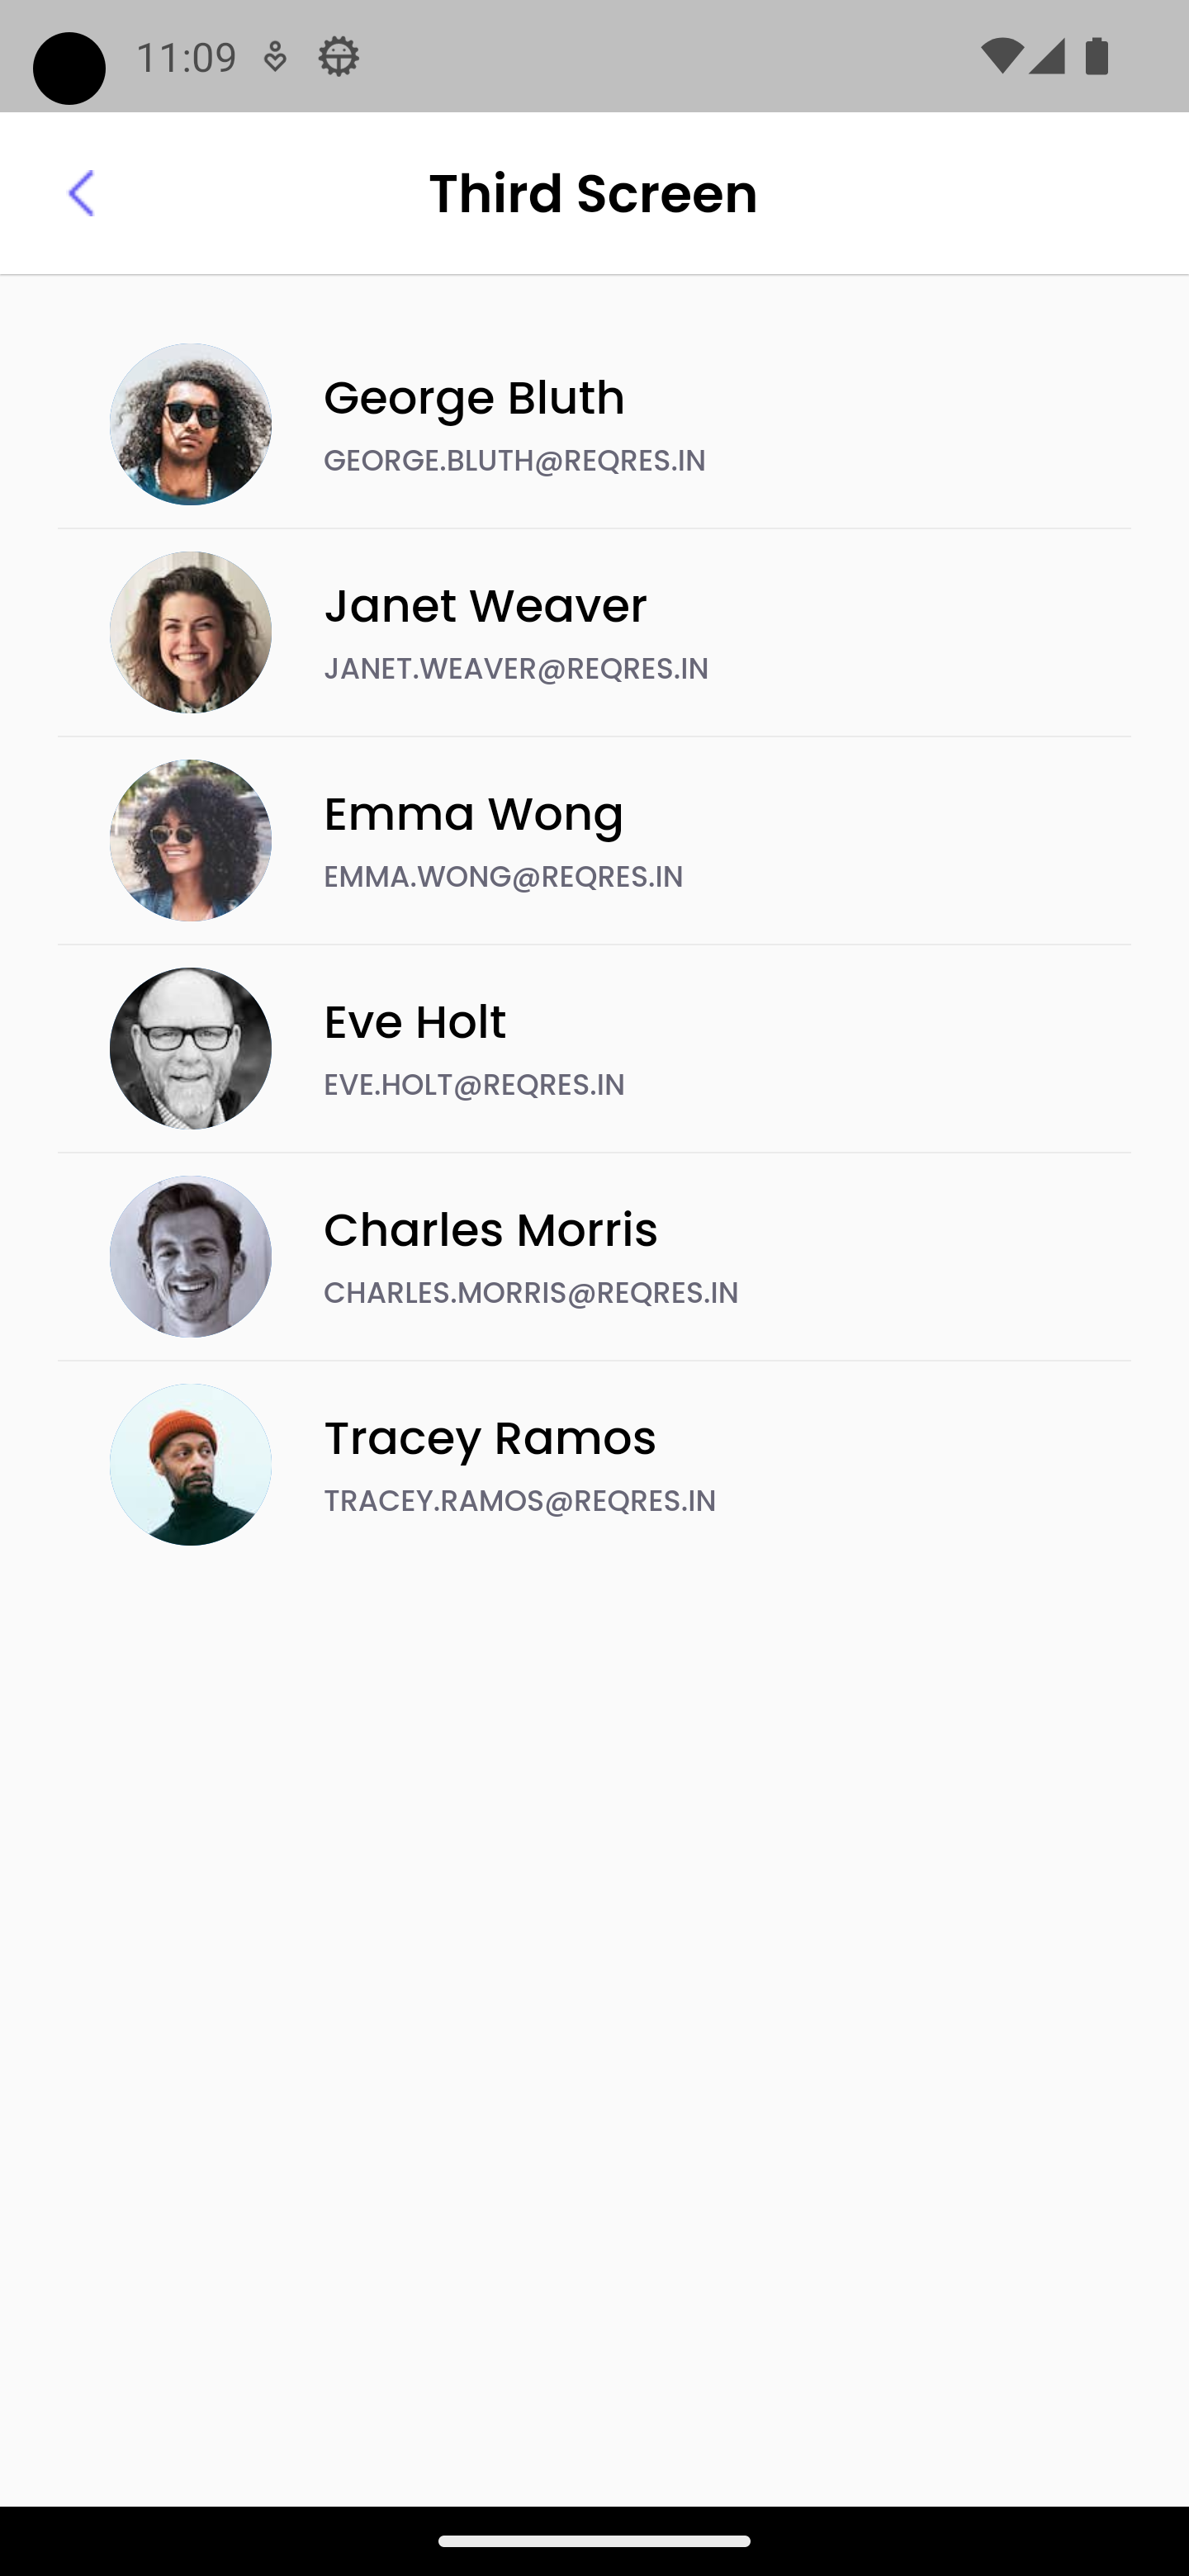 11:09
Third Screen
George Bluth
GEORGE.BLUTH@REQRES.IN
Janet Weaver
JANET.WEAVER@REQRES.IN
Emma Wong
EMMA.WONG@REQRES.IN
Eve Holt
EVE.HOLT@REQRES.IN
Charles Morris
CHARLES.MORRIS@REQRES.IN
Tracey Ramos
TRACEY.RAMOS@REQRES.IN